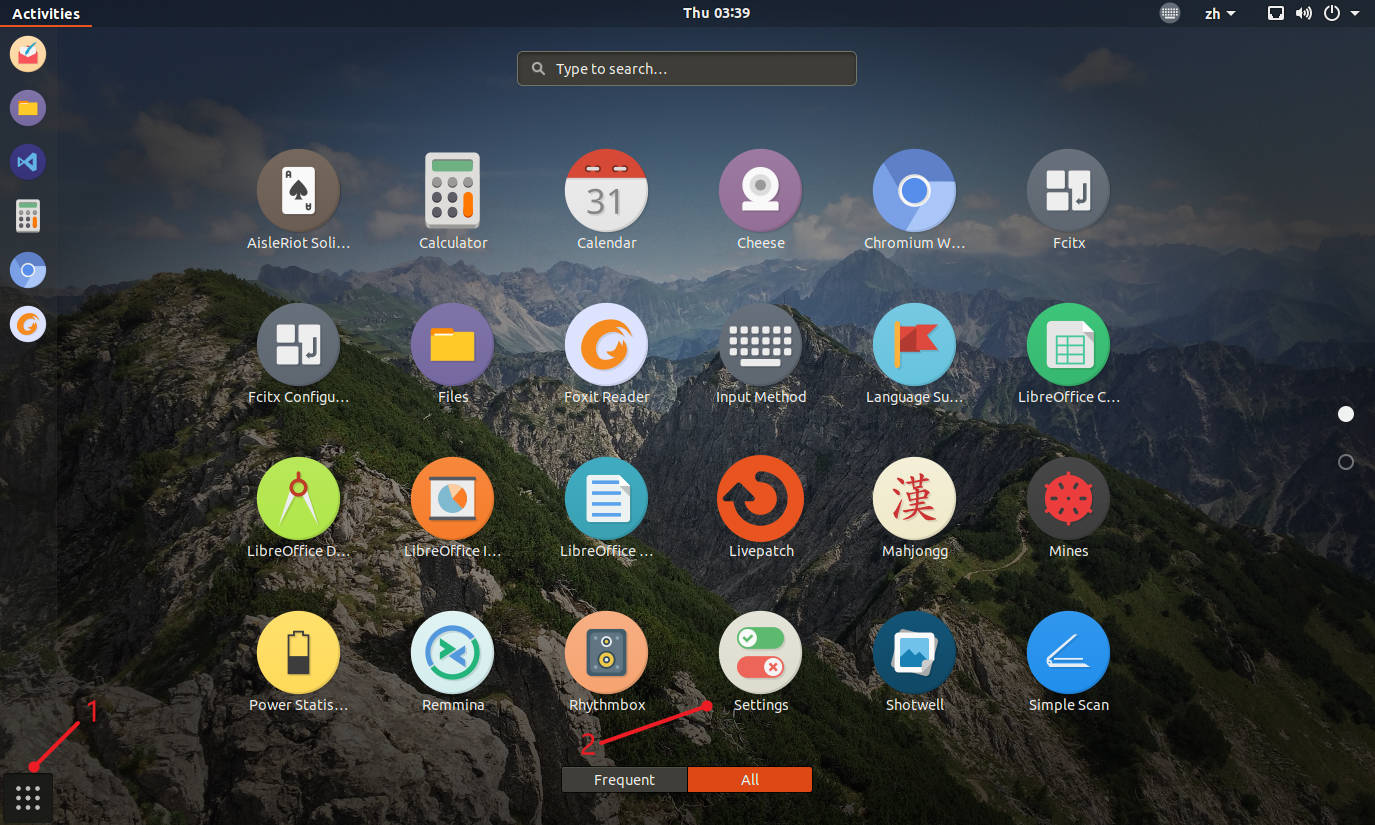 Activities
Thu 03:39
zh
Type to search...
31
AisleRiot Soli...
Calculator
Calendar
Cheese
Chromium W...
Fcitx
Fcitx Configu...
Files
Foxit Reader
Input Method
Language Su...
LibreOffice C...
漢
LibreOffice D...
LibreOffice I...
LibreOffice ...
Livepatch
Mahjongg
Mines
Power Statis...
Remmina
Rhythmbox
Settings
Shotwell
Simple Scan
1
2
Frequent
All